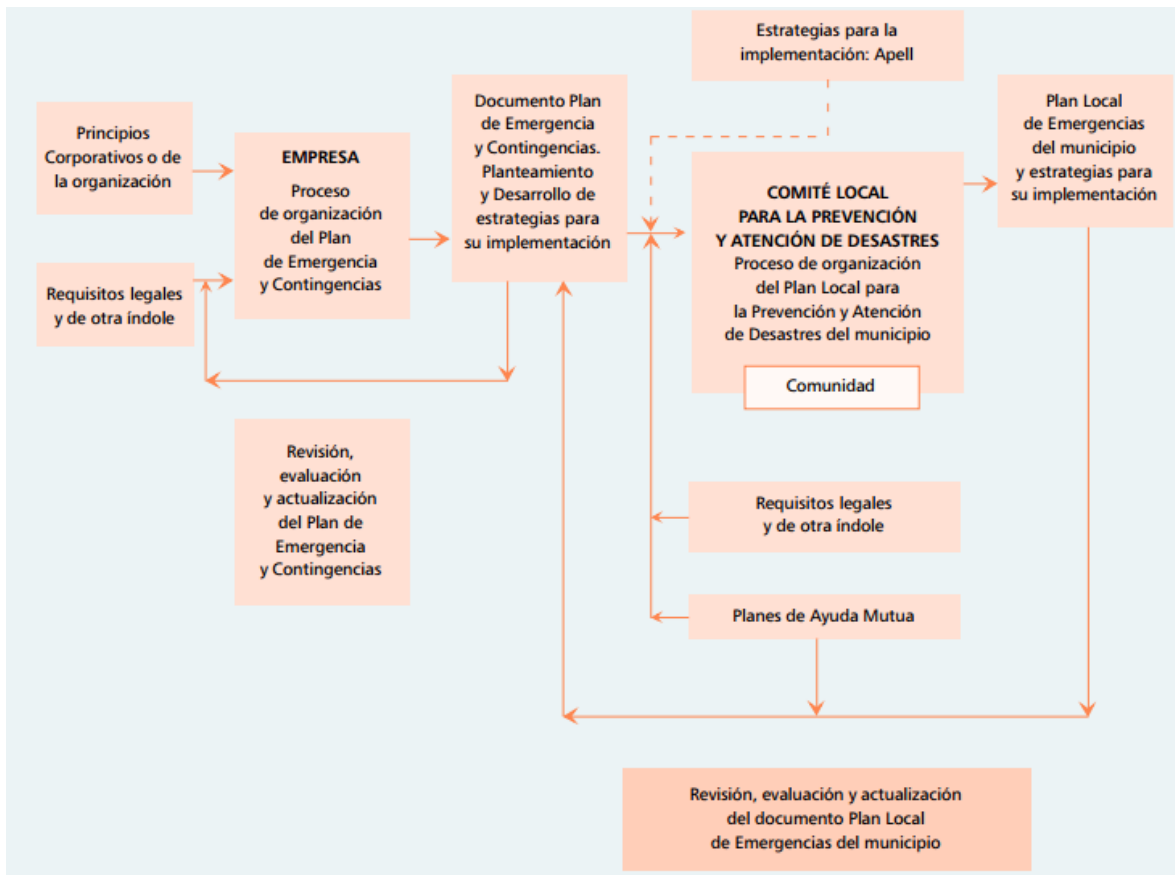 Estrategias para la
implementación: Apell
Principios
Corporativos o de
la organización
Requisitos legales
y de otra índole
EMPRESA
Proceso
de organización
del Plan
de Emergencia
y Contingencias
Documento Plan
de Emergencia
y Contingencias.
Planteamiento
y Desarrollo de
estrategias para
su implementación
COMITÉ LOCAL
PARA LA PREVENCIÓN
Y ATENCIÓN DE DESASTRES
Proceso de organización
del Plan Local para
la Prevención y Atención
de Desastres del municipio
Comunidad
Plan Local
de Emergencias
del municipio
y estrategias para
su implementación
Revisión,
evaluación
y actualización
del Plan de
Emergencia
y Contingencias
Requisitos legales
y de otra índole
Planes de Ayuda Mutua
Revisión, evaluación y actualización
del documento Plan Local
de Emergencias del municipio